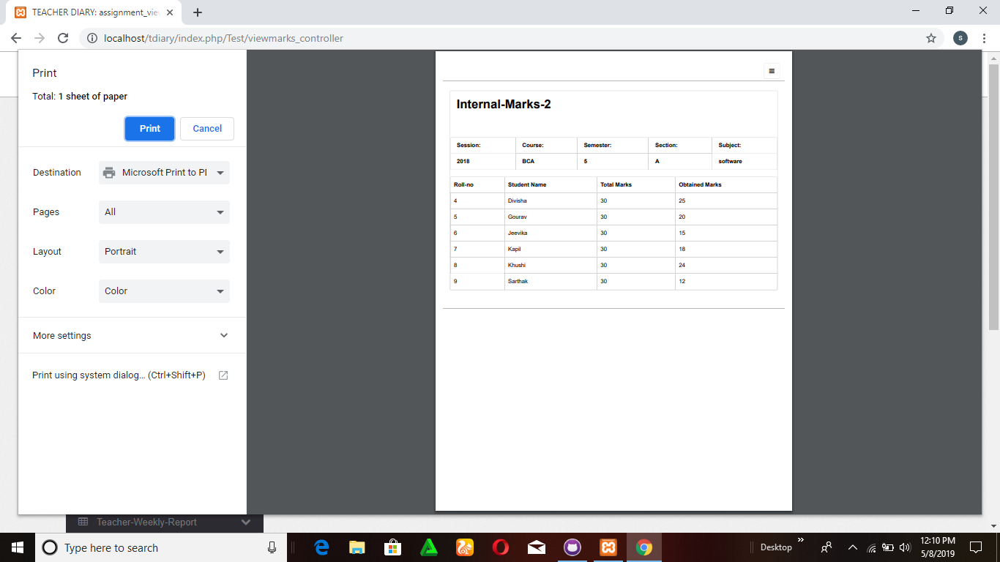 TEACHER DIARY: assignment_vie
localhost/tdiary/index.php/Test/viewmarks_controller
S
Print
Total: 1 sheet of paper
Print Cancel
Destination Microsoft Print to PI
Pages All
Layout Portrait
Color Color
More settings
Print using system dialog... (Ctrl+Shift+P)
Internal-Marks-2
Session: Course: Semester: Section: Subject:
2018 BCA 5 A software
Roll-no Student Name Total Marks Obtained Marks
4 Divisha 30 25
5 Gourav 30 20
6 Jeevika 30 15
7 Kapil 30 18
8 Khushi 30 24
9 Sarthak 30 12
Teacher-Weekly-Report
Type here to search
Desktop
12:10 PM
5/8/2019